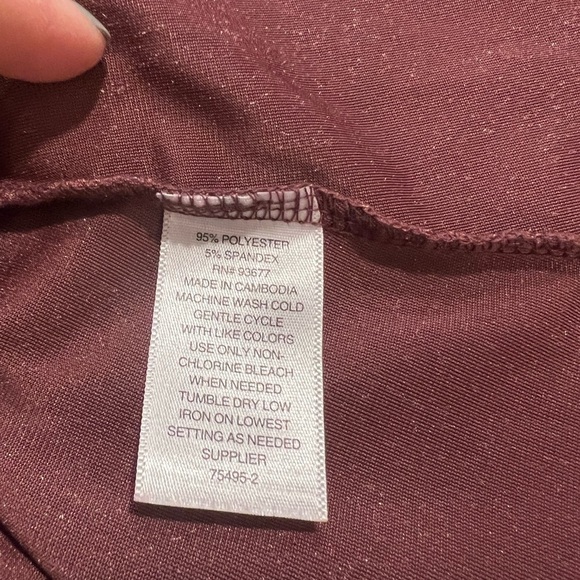 95% POLYESTER
5% SPANDEX
RN# 93677
MADE IN CAMBODIA
MACHINE WASH COLD
GENTLE CYCLE
WITH LIKE COLORS
USE ONLY NON-
CHLORINE BLEACH
WHEN NEEDED
TUMBLE DRY LOW
IRON ON LOWEST
SETTING AS NEEDED
SUPPLIER
75495-2